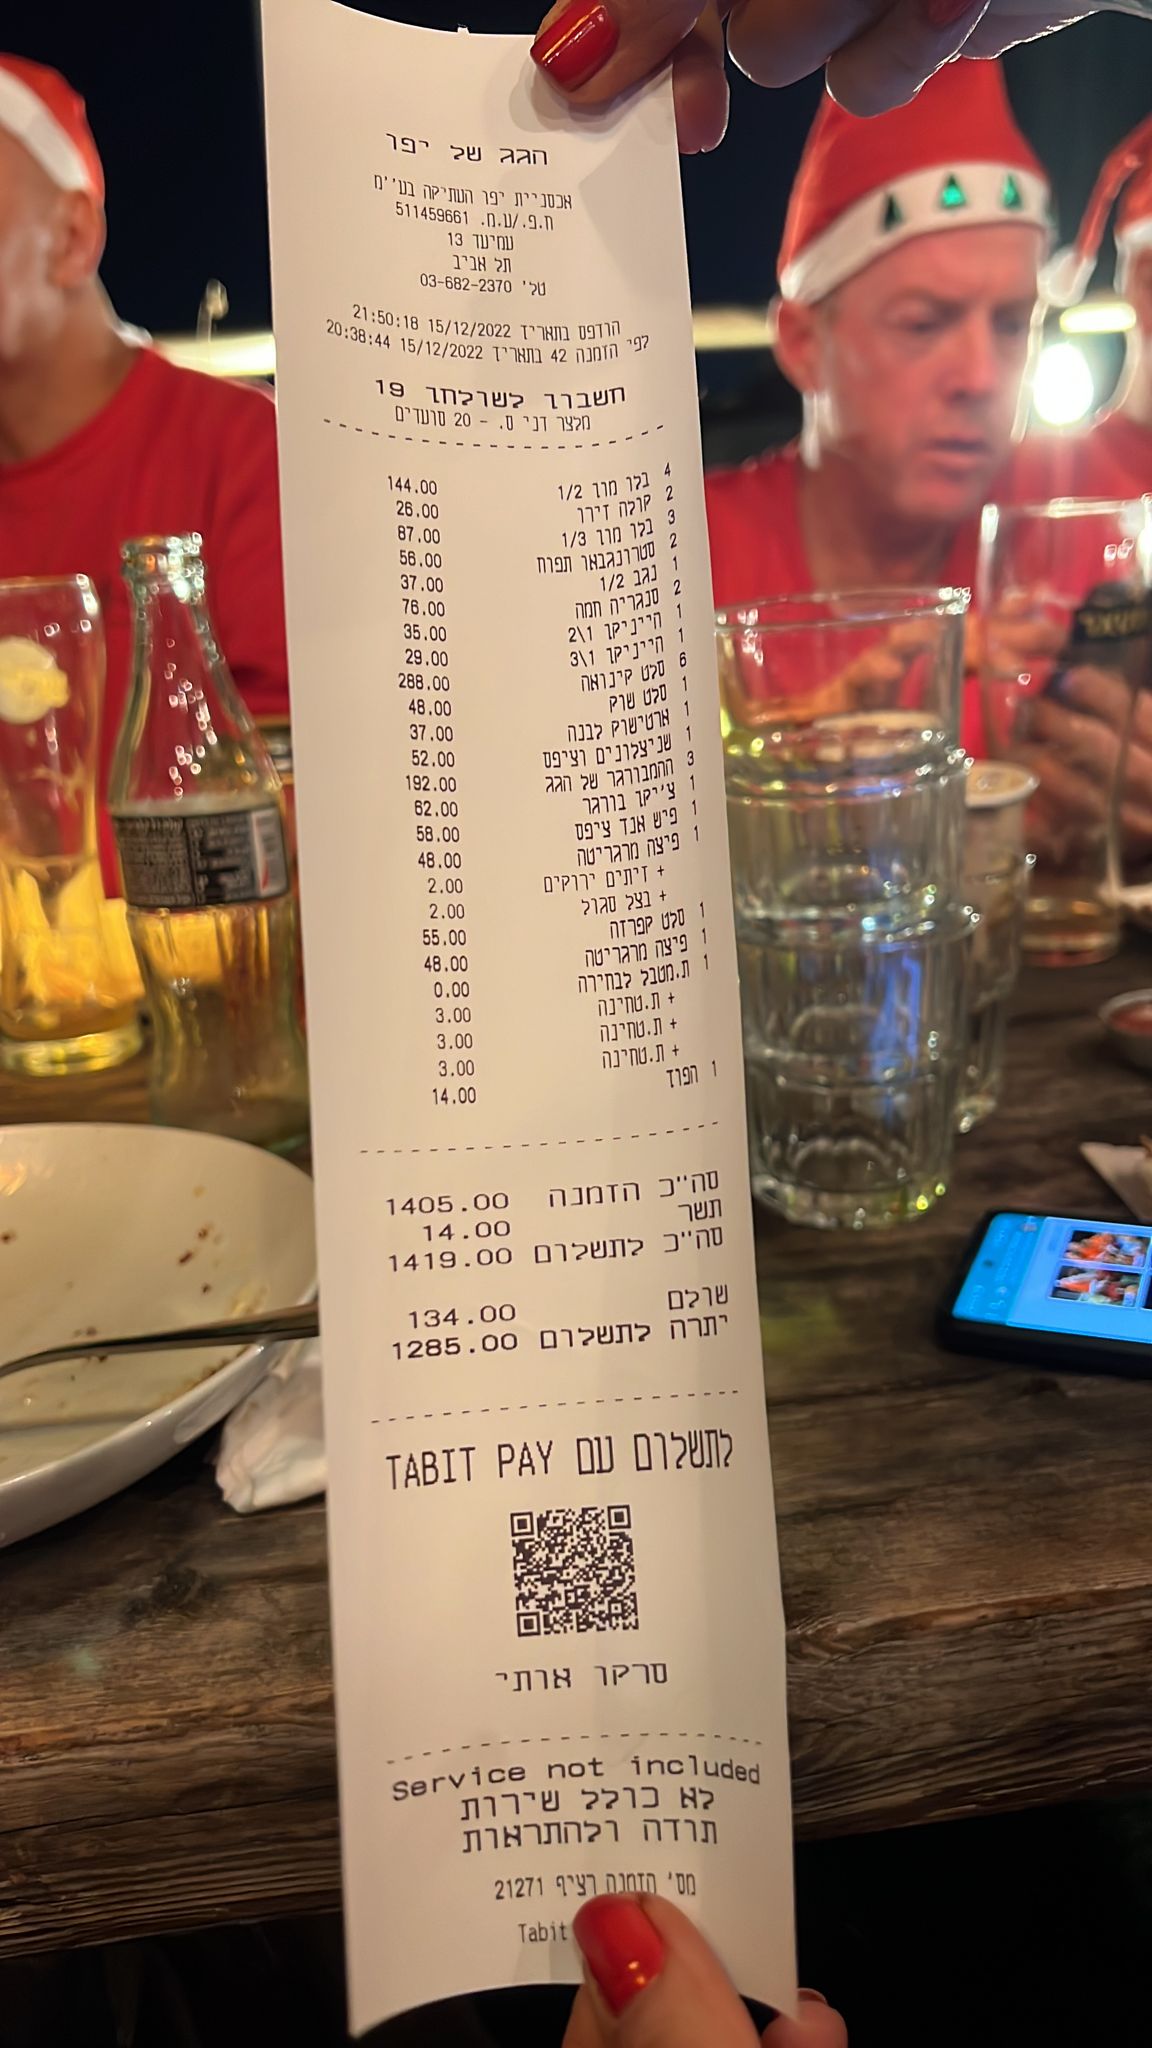 הגג של יפו
אכסניית יפו העתיקה בע''מ
ח.פ./ע.מ. 511459661
עמיעד 13
תל אביב
טל' 03-682-2370
הודפס בתאריך 15/12/2022 21:50:18
לפי הזמנה 42 בתאריך 15/12/2022 20:38:44
חשבון לשולחן 19
מלצר דני ס. - 20 סועדים
4 בלו מון 1/2 144.00
2 קולה זירו 26.00
3 בלו מון 1/3 87.00
2 סטרונגבאו תפוח 56.00
1 נגב 1/2 37.00
2 סנגריה חמה 76.00
1 הייניקן 1\2 35.00
1 הייניקן 1\3 29.00
6 סלט קינואה 288.00
1 סלט שוק 48.00
1 ארטישוק לבנה 37.00
1 שניצלונים וציפס 52.00
3 ההמבורגר של הגג 192.00
1 צ'יקן בורגר 62.00
1 פיש אנד ציפס 58.00
1 פיצה מרגריטה 48.00
+ זיתים ירוקים 2.00
+ בצל סגול 2.00
1 סלט קפרזה 55.00
1 פיצה מרגריטה 48.00
1 ת.מטבל לבחירה 0.00
+ ת.טחינה 3.00
+ ת.טחינה 3.00
+ ת.טחינה 3.00
1 הפוך 14.00
סה''כ הזמנה 1405.00
תשר 14.00
סה''כ לתשלום 1419.00
שולם 134.00
יתרה לתשלום 1285.00
לתשלום עם TABIT PAY
סרקו אותי
Service not included
לא כולל שירות
תודה ולהתראות
מס' הזמנה רציף 21271
Tabit